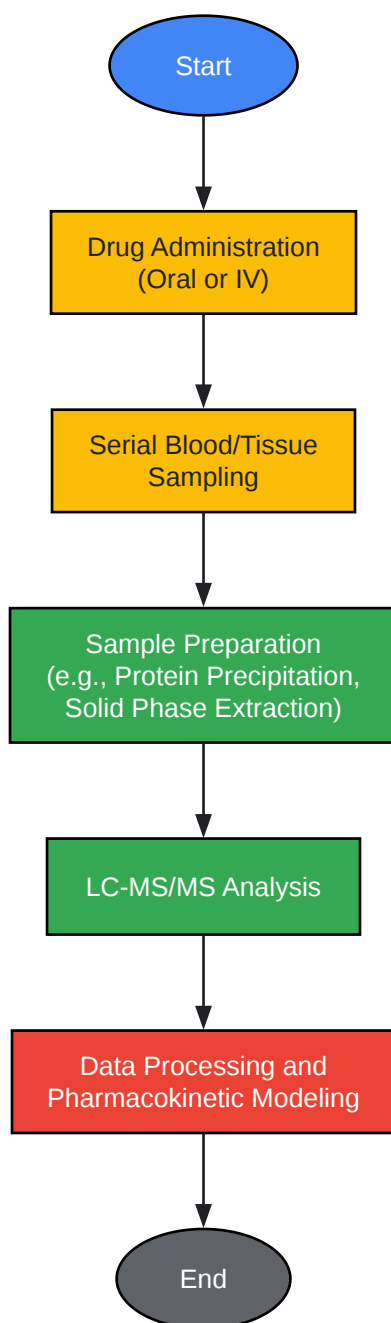 Start
Drug Administration
(Oral or IV)
Serial Blood/Tissue
Sampling
Sample Preparation
(e.g., Protein Precipitation,
Solid Phase Extraction)
LC-MS/MS Analysis
Data Processing and
Pharmacokinetic Modeling
End